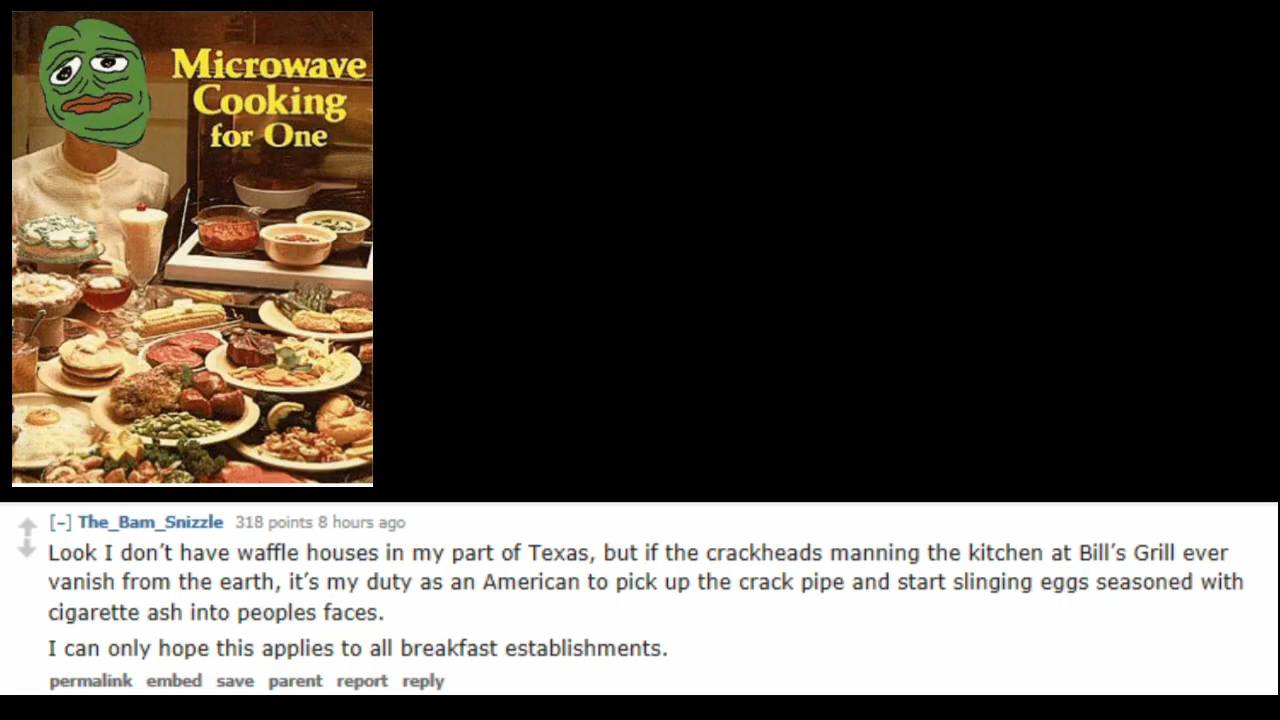 Microwave
Cooking
for One
[–] The_Bam_Snizzle 318 points 8 hours ago
Look I don't have waffle houses in my part of Texas, but if the crackheads manning the kitchen at Bill's Grill ever
vanish from the earth, it's my duty as an American to pick up the crack pipe and start slinging eggs seasoned with
cigarette ash into peoples faces.
I can only hope this applies to all breakfast establishments.
permalink embed save parent report reply